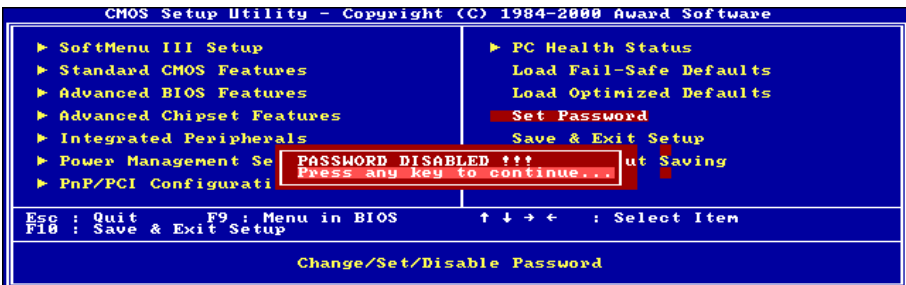 CMOS Setup Utility - Copyright (C) 1984-2000 Award Software
► SoftMenu III Setup
► Standard CMOS Features
► Advanced BIOS Features
► Advanced Chipset Features
► Integrated Peripherals
► Power Management Se
► PnP/PCI Configurati
► PC Health Status
Load Fail-Safe Defaults
Load Optimized Defaults
Set Password
Save & Exit Setup
ut Saving
PASSWORD DISABLED !!!
Press any key to continue...
Esc : Quit F9 : Menu in BIOS ↑ ↓ → ← : Select Item
F10 : Save & Exit Setup
Change/Set/Disable Password